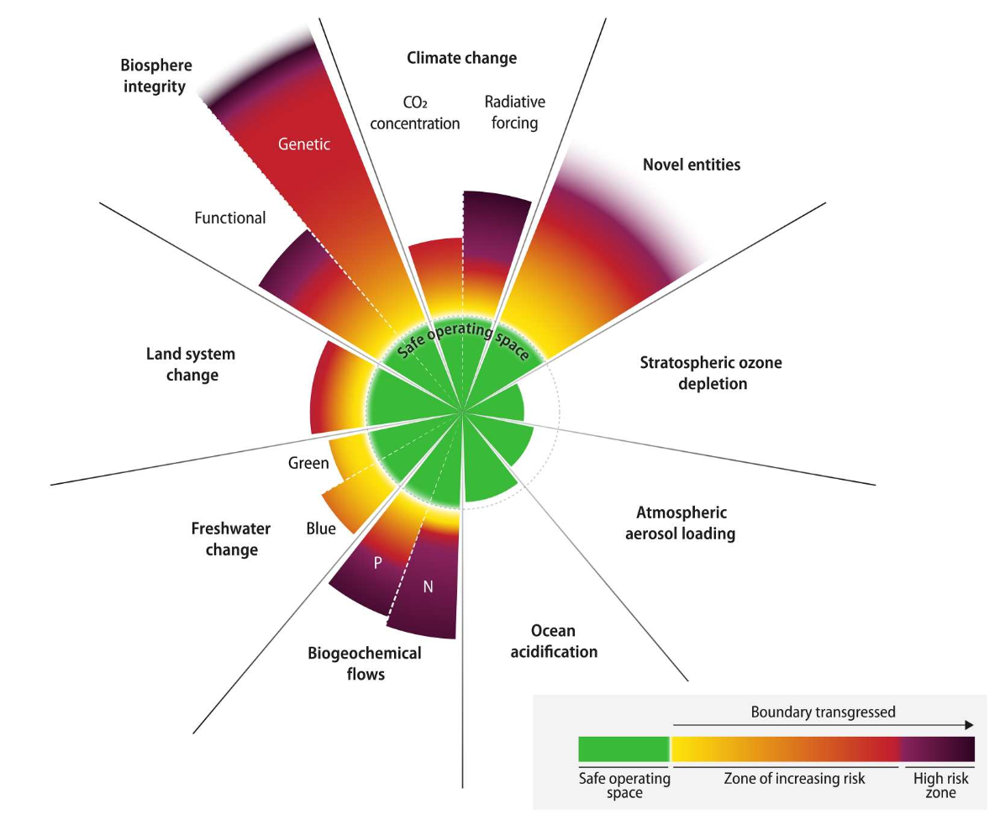 Climate change
Biosphere
integrity
CO₂
concentration
Radiative
forcing
Genetic
Novel entities
Functional
Safe operating space
Land system
change
Stratospheric ozone
depletion
Green
Freshwater
change
Blue
Atmospheric
aerosol loading
P
N
Ocean
acidification
Biogeochemical
flows
Boundary transgressed
Safe operating
space
Zone of increasing risk
High risk
zone